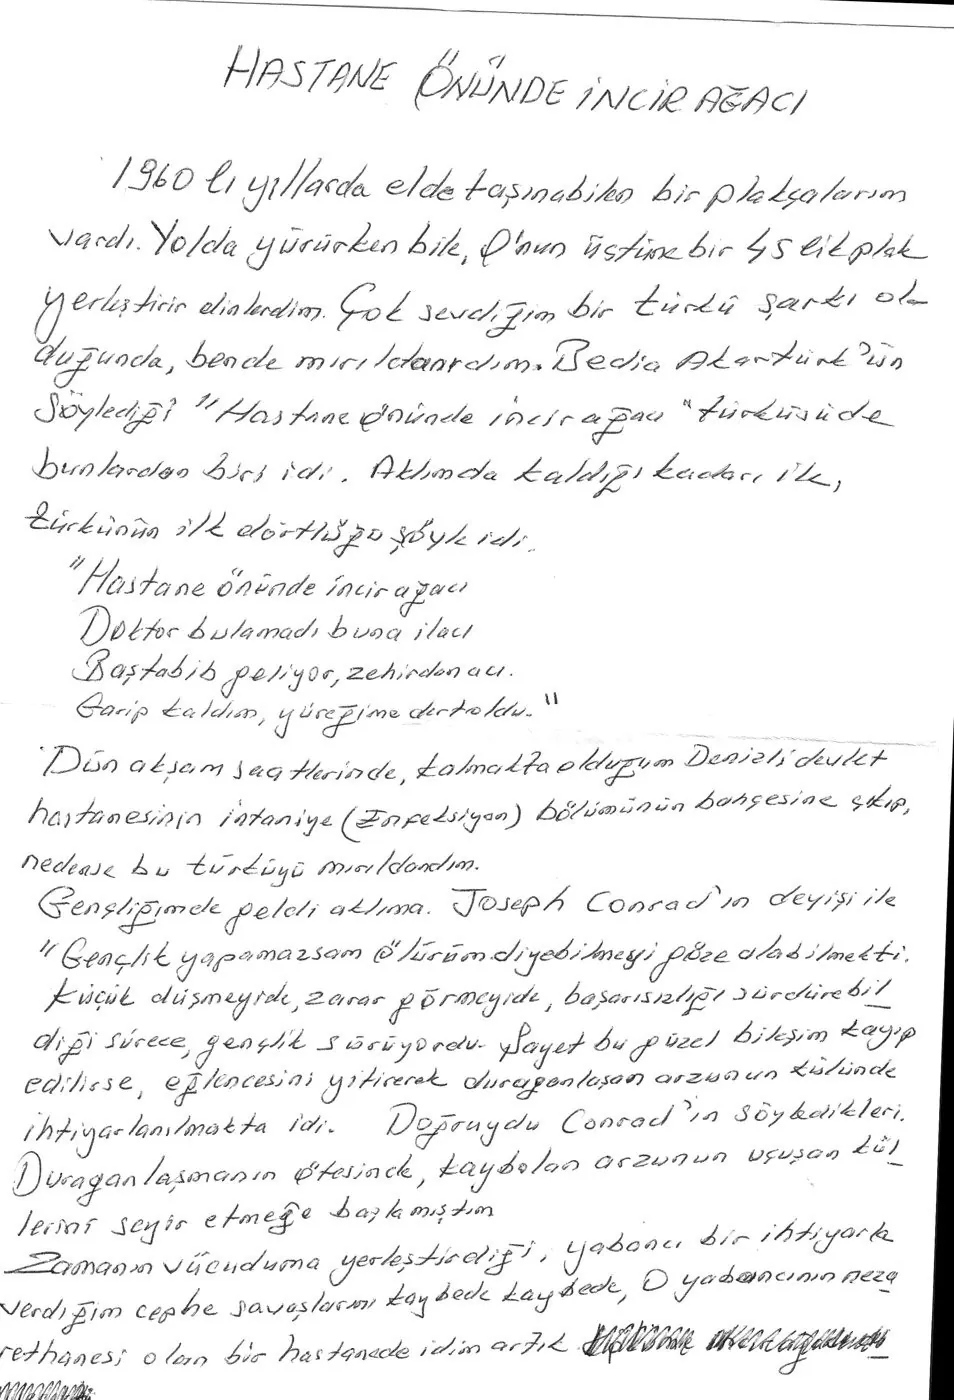 HASTANE ÖNÜNDE İNCİR AĞACI
1960 lı yıllarda elde taşınabilen bir plakçalarım
vardı. Yolda yürürken bile, O'nun üstüne bir 45 lik plak
yerleştirir dinlerdim. Çok sevdiğim bir türkü şarkı ol-
duğunda, bende mırıldanırdım. Bedia Akartürk'ün
Söylediği "Hastane önünde incir ağacı" türküsüde
bunlardan biri idi. Aklımda kaldığı kadarı ile,
türkünün ilk dörtlüğü şöyle idi.
"Hastane önünde incir ağacı
Doktor bulamadı buna ilacı
Baştabib geliyor, zehirden acı.
Garip kaldım, yüreğime dert oldu."
Dün akşam saatlerinde, kalmakta olduğum Denizli devlet
hastanesinin intaniye (Enfeksiyon) bölümünün bahçesine çıkıp,
nedense bu türküyü mırıldandım.
Gençliğimde geldi aklıma. Joseph Conrad'ın deyişi ile
"Gençlik yapamazsam ölürüm diyebilmeyi göze alabilmekti.
Küçük düşmeyide, zarar görmeyide, başarısızlığı sürdürebil
diği sürece, gençlik sürüyordu. Şayet bu güzel bileşim kayıp
edilirse, eğlencesini yitirerek durağanlaşan arzunun külünde
ihtiyarlanılmakta idi. Doğruydu Conrad'ın söyledikleri.
Durağanlaşmanın ötesinde, kaybolan arzunun uçuşan kül
lerini seyir etmeğe başlamıştım
Zamanın vücuduma yerleştirdiği, yabancı bir ihtiyarla
verdiğim cephe savaşlarını kaybede kaybede, O yabancının neza
rethanesi olan bir hastanede idim artık